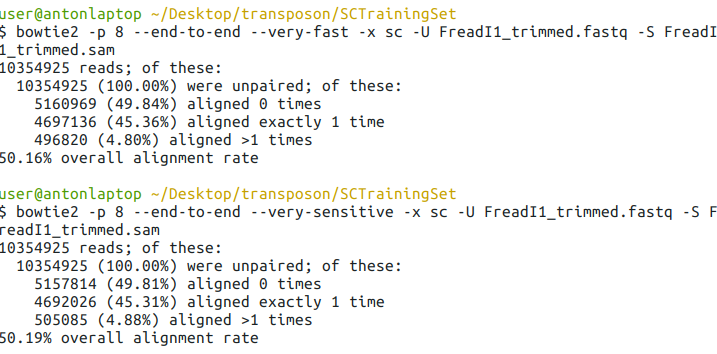 user@antonlaptop ~/Desktop/transposon/SCTrainingSet
$ bowtie2 -p 8 --end-to-end --very-fast -x sc -U FreadI1_trimmed.fastq -S FreadI
1_trimmed.sam
10354925 reads; of these:
  10354925 (100.00%) were unpaired; of these:
    5160969 (49.84%) aligned 0 times
    4697136 (45.36%) aligned exactly 1 time
    496820 (4.80%) aligned >1 times
50.16% overall alignment rate
user@antonlaptop ~/Desktop/transposon/SCTrainingSet
$ bowtie2 -p 8 --end-to-end --very-sensitive -x sc -U FreadI1_trimmed.fastq -S F
readI1_trimmed.sam
10354925 reads; of these:
  10354925 (100.00%) were unpaired; of these:
    5157814 (49.81%) aligned 0 times
    4692026 (45.31%) aligned exactly 1 time
    505085 (4.88%) aligned >1 times
50.19% overall alignment rate